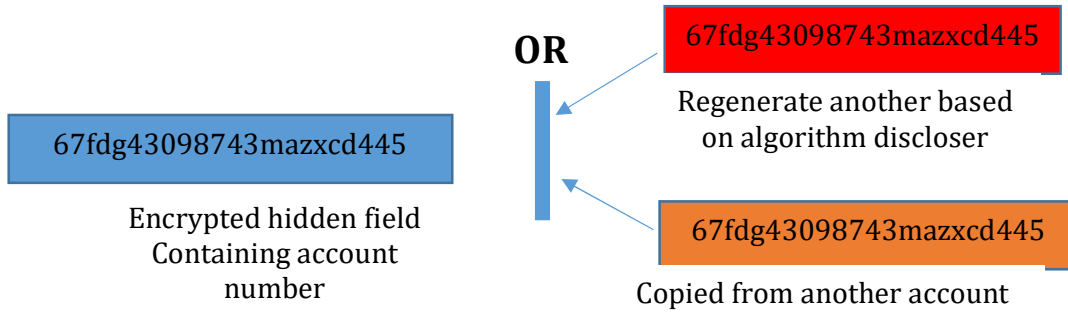 67fdg43098743mazxcd445
Encrypted hidden field
Containing account
number
OR
67fdg43098743mazxcd445
Regenerate another based
on algorithm discloser
67fdg43098743mazxcd445
Copied from another account